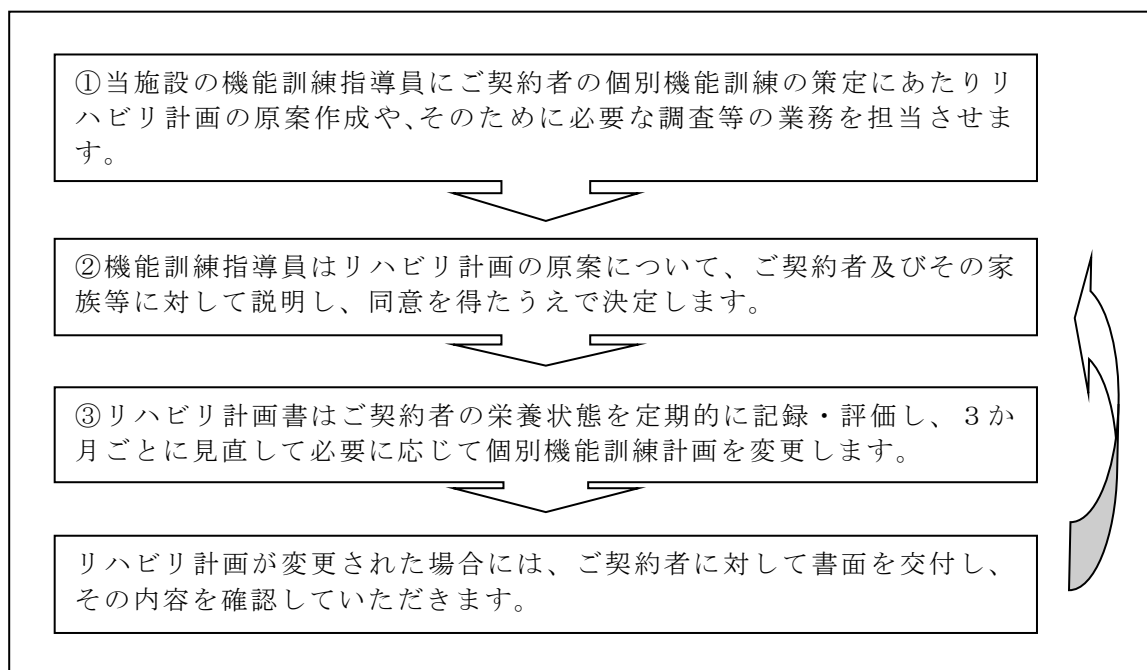 ①当施設の機能訓練指導員にご契約者の個別機能訓練の策定にあたりリ
ハビリ計画の原案作成や、そのために必要な調査等の業務を担当させま
す。
②機能訓練指導員はリハビリ計画の原案について、ご契約者及びその家
族等に対して説明し、同意を得たうえで決定します。
③リハビリ計画書はご契約者の栄養状態を定期的に記録・評価し、３か
月ごとに見直して必要に応じて個別機能訓練計画を変更します。
リハビリ計画が変更された場合には、ご契約者に対して書面を交付し、
その内容を確認していただきます。